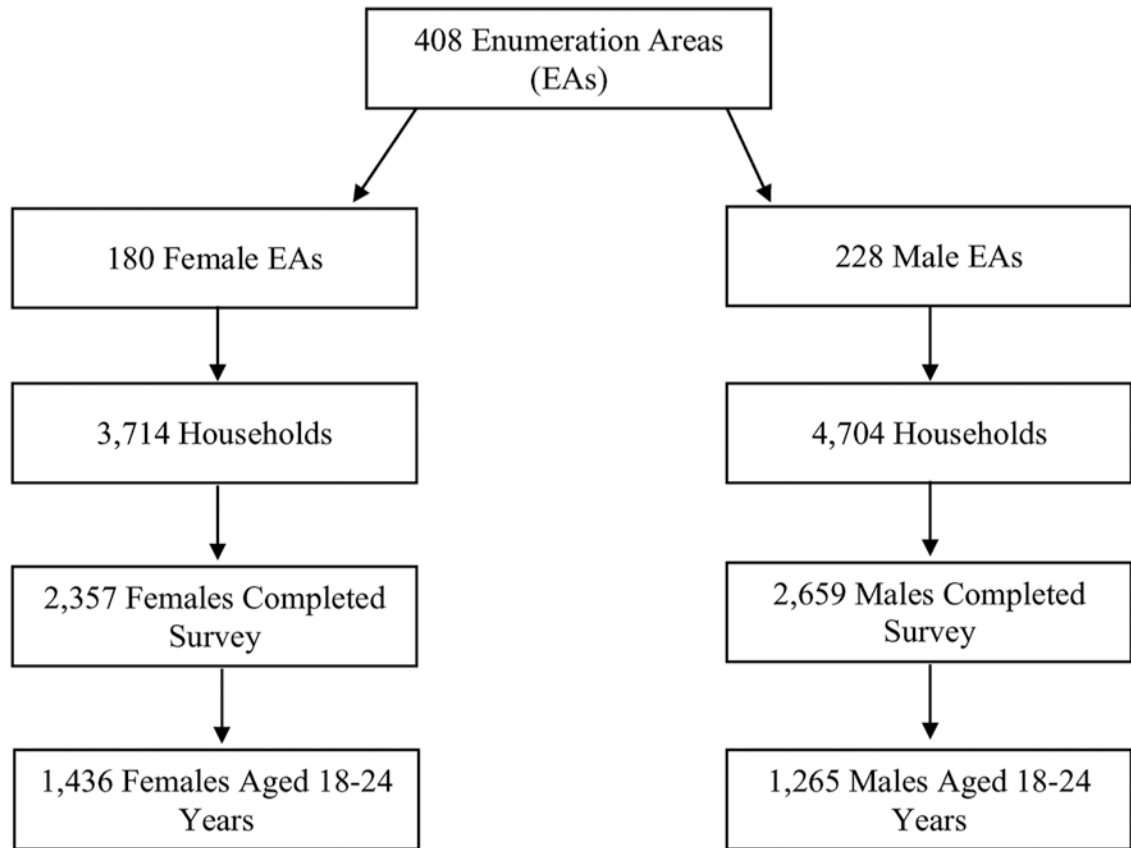 408 Enumeration Areas
(EAs)
180 Female EAs
228 Male EAs
3,714 Households
4,704 Households
2,357 Females Completed
Survey
2,659 Males Completed
Survey
1,436 Females Aged 18-24
Years
1,265 Males Aged 18-24
Years